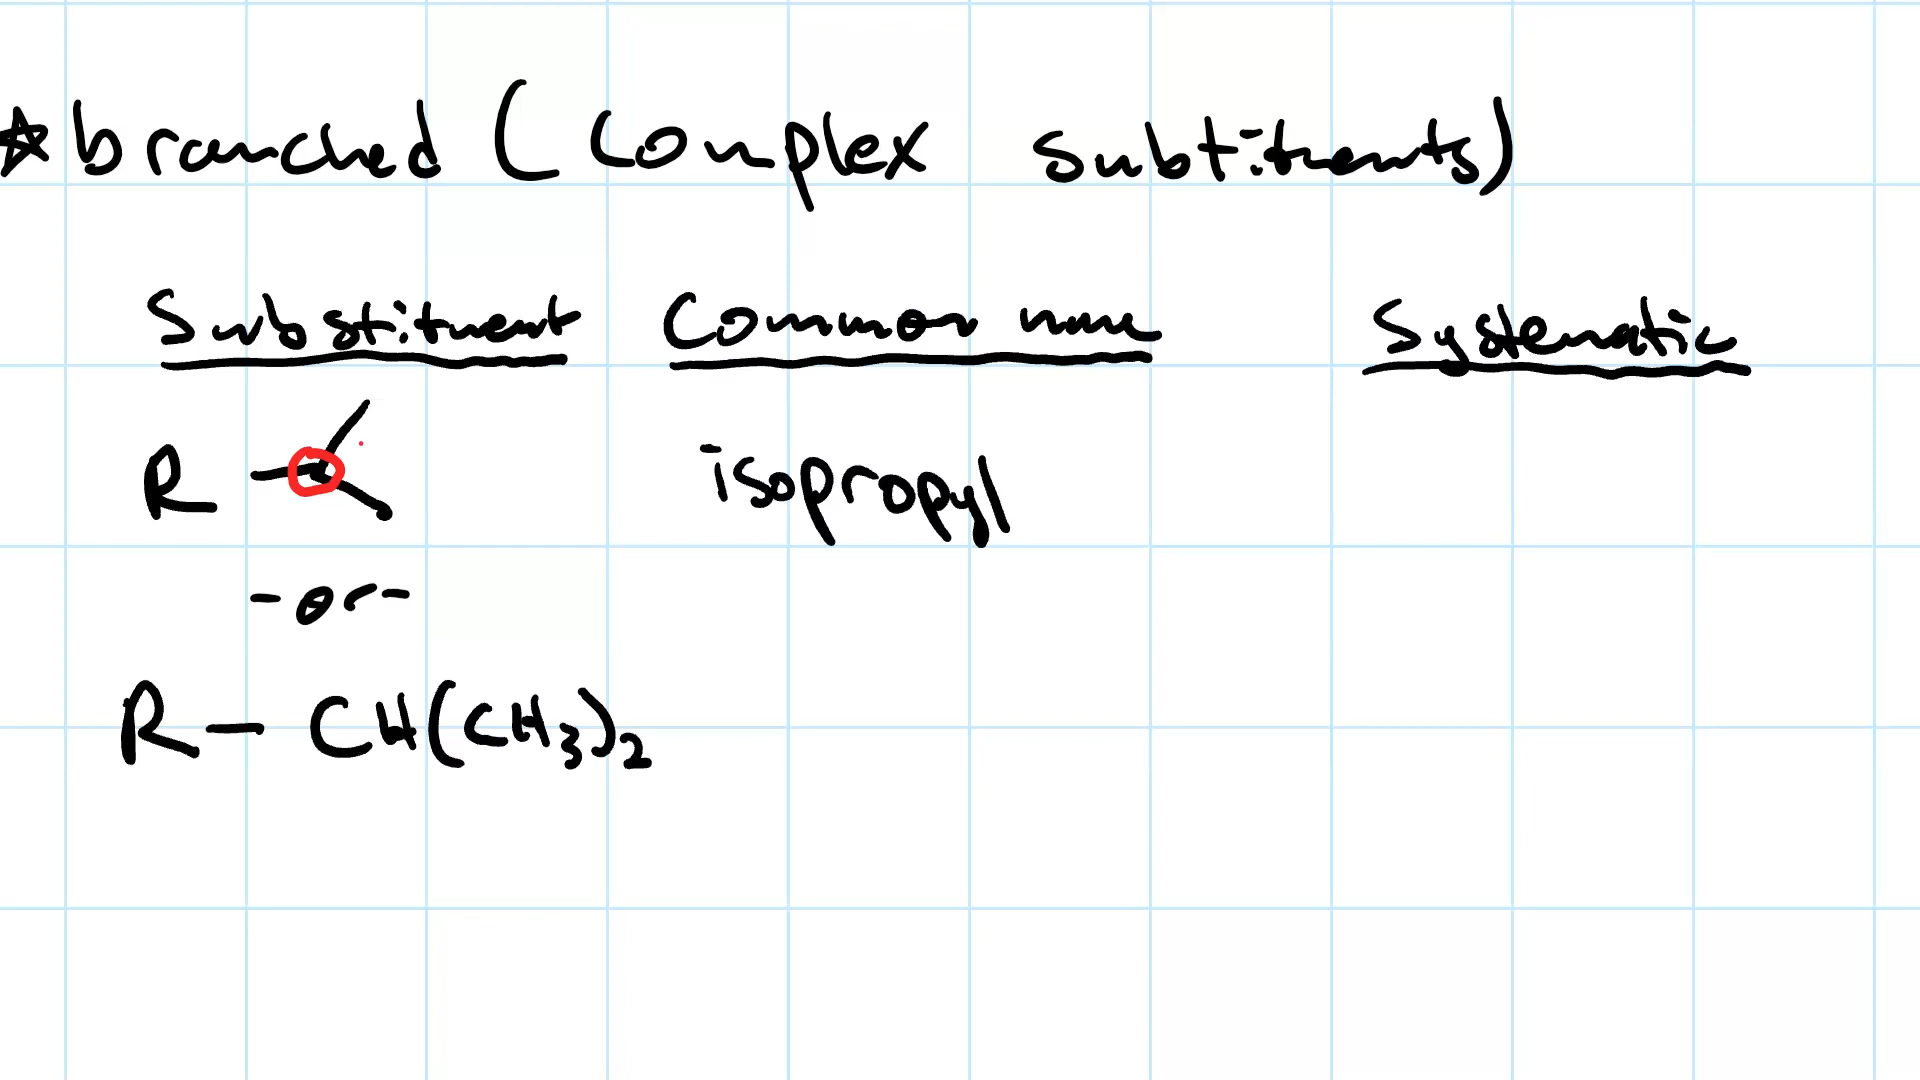 ☆branched (Complex substituents)
Substituent Common name Systematic
R isopropyl
-or-
R - CH(CH₃)₂